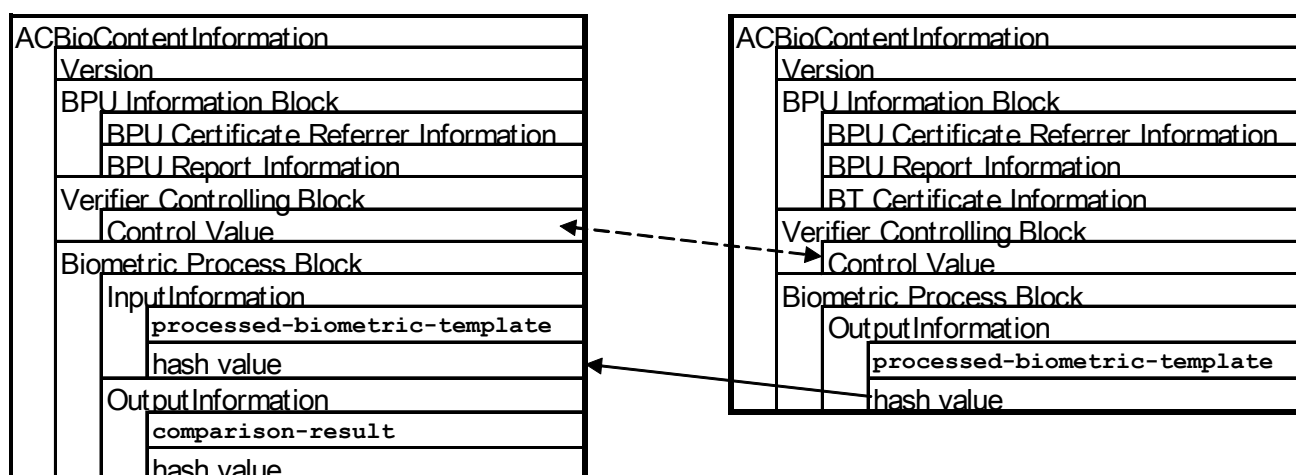 ACBioContentInformation
Version
BPU Information Block
BPU Certificate Referrer Information
BPU Report Information
Verifier Controlling Block
Control Value
Biometric Process Block
InputInformation
processed-biometric-template
hash value
OutputInformation
comparison-result
hash value
ACBioContentInformation
Version
BPU Information Block
BPU Certificate Referrer Information
BPU Report Information
BT Certificate Information
Verifier Controlling Block
Control Value
Biometric Process Block
OutputInformation
processed-biometric-template
hash value